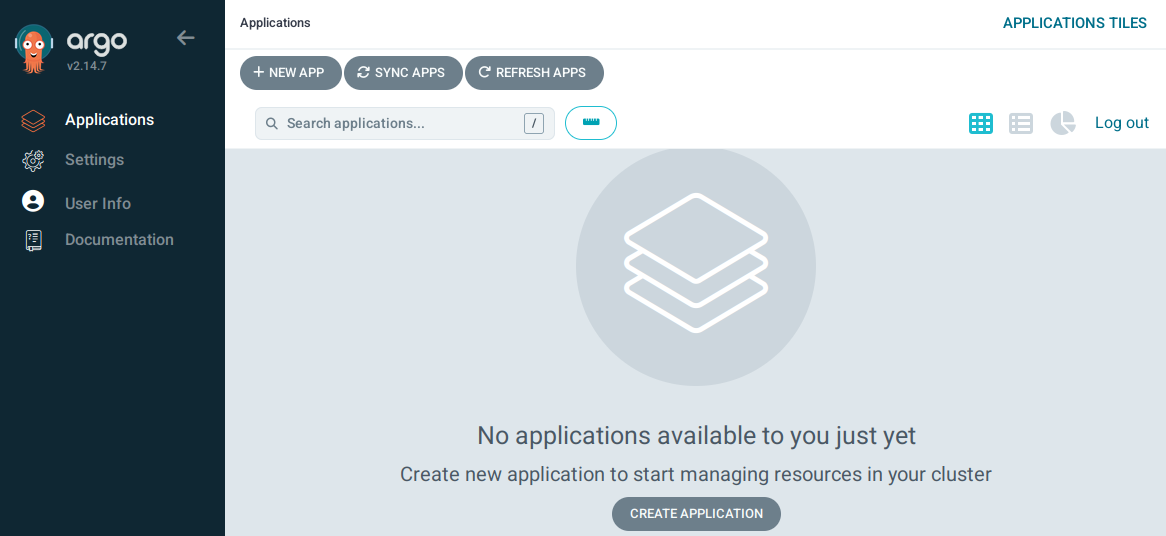 argo
v2.14.7
Applications
Settings
User Info
Documentation
Applications
APPLICATIONS TILES
NEW APP
SYNC APPS
REFRESH APPS
Search applications...
/
Log out
No applications available to you just yet
Create new application to start managing resources in your cluster
CREATE APPLICATION